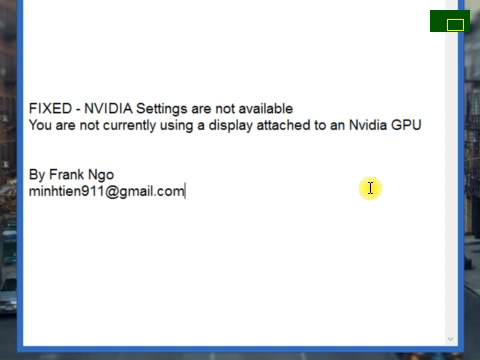 FIXED - NVIDIA Settings are not available
You are not currently using a display attached to an Nvidia GPU
By Frank Ngo
minhtien911@gmail.com